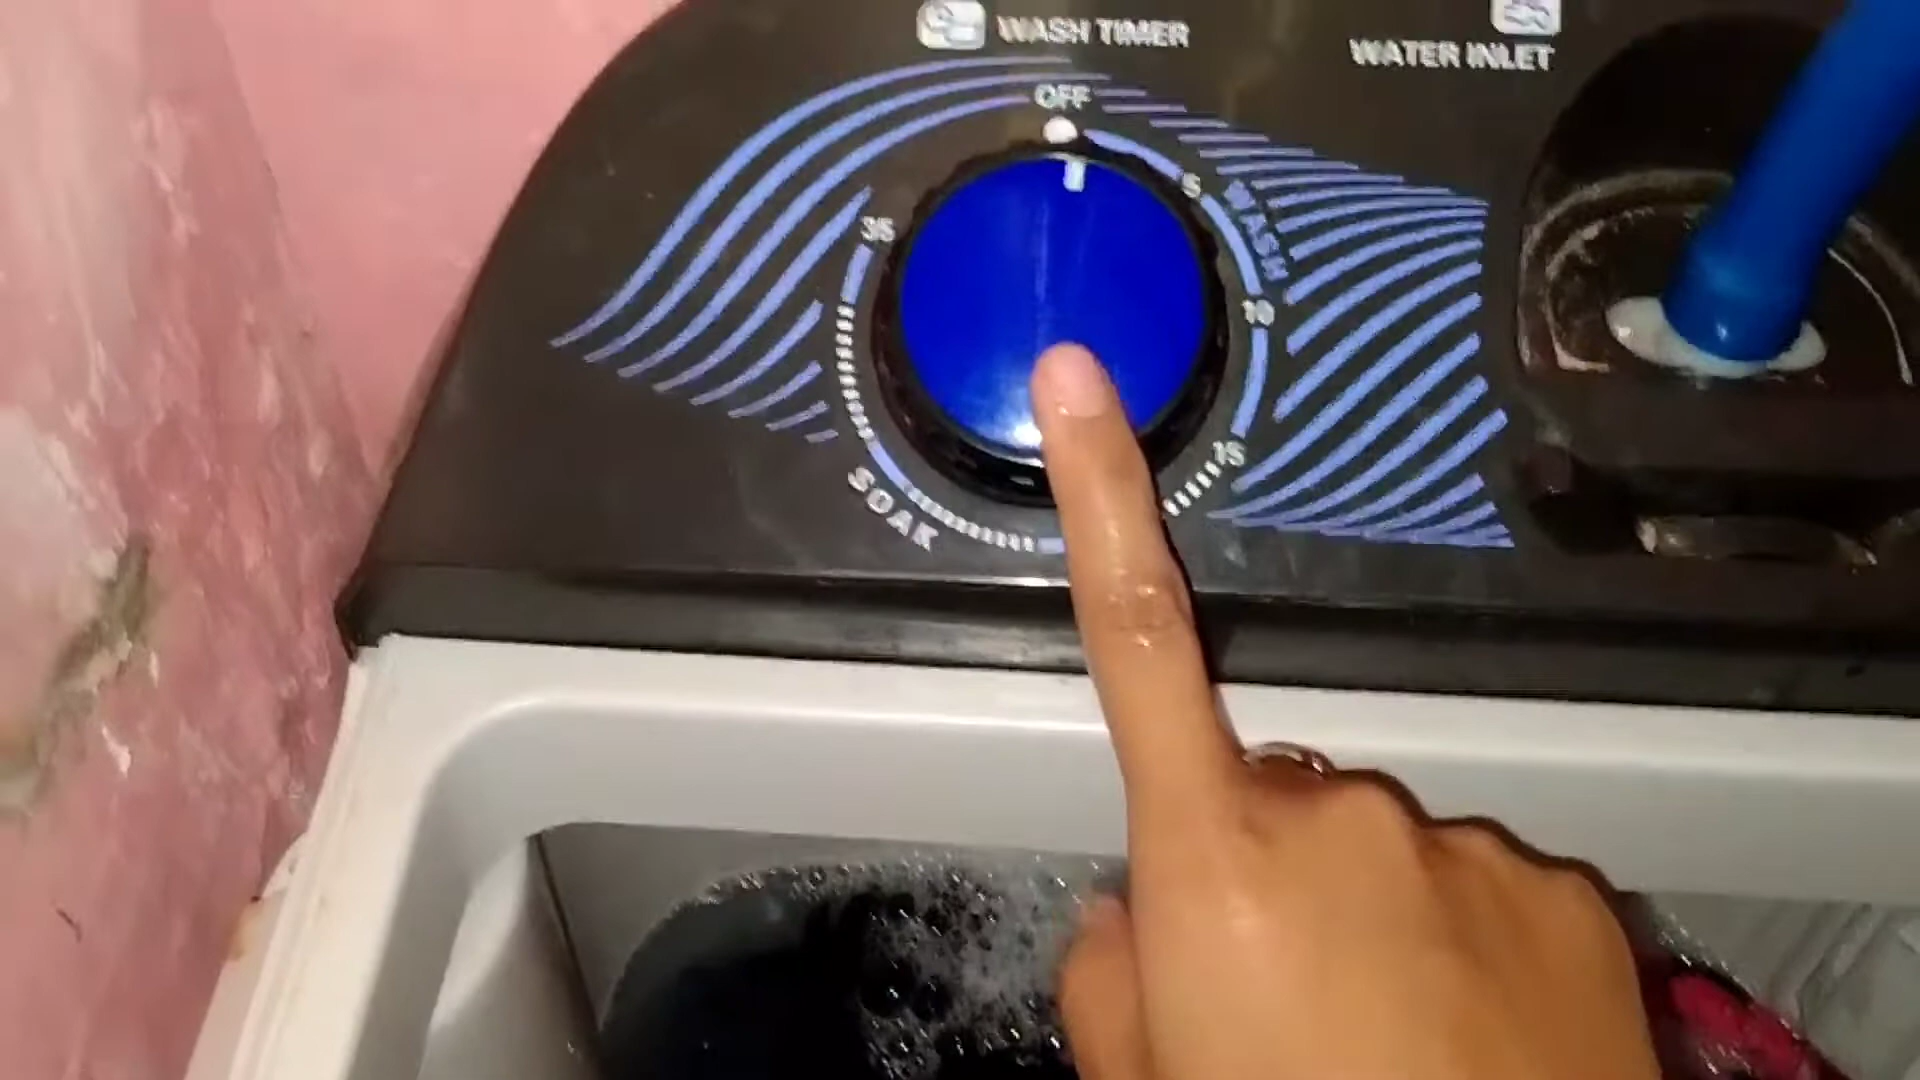 WASH TIMER
WATER INLET
OFF
5
WASH
35
10
15
SOAK